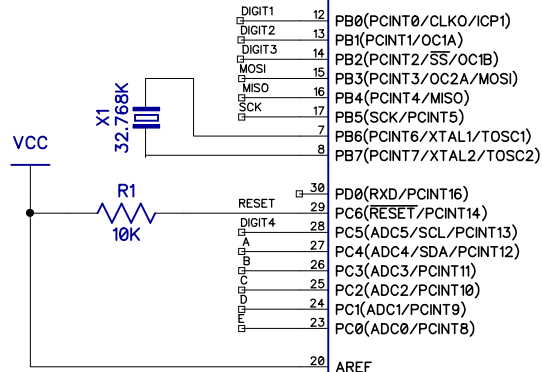 DIGIT1 12 PB0(PCINT0/CLKO/ICP1)
DIGIT2 13 PB1(PCINT1/OC1A)
DIGIT3 14 PB2(PCINT2/SS/OC1B)
MOSI 15 PB3(PCINT3/OC2A/MOSI)
MISO 16 PB4(PCINT4/MISO)
SCK 17 PB5(SCK/PCINT5)
X1
32.768K
7 PB6(PCINT6/XTAL1/TOSC1)
8 PB7(PCINT7/XTAL2/TOSC2)
VCC
30 PD0(RXD/PCINT16)
R1
10K
RESET 29 PC6(RESET/PCINT14)
DIGIT4 28 PC5(ADC5/SCL/PCINT13)
A 27 PC4(ADC4/SDA/PCINT12)
B 26 PC3(ADC3/PCINT11)
C 25 PC2(ADC2/PCINT10)
D 24 PC1(ADC1/PCINT9)
E 23 PC0(ADC0/PCINT8)
20 AREF